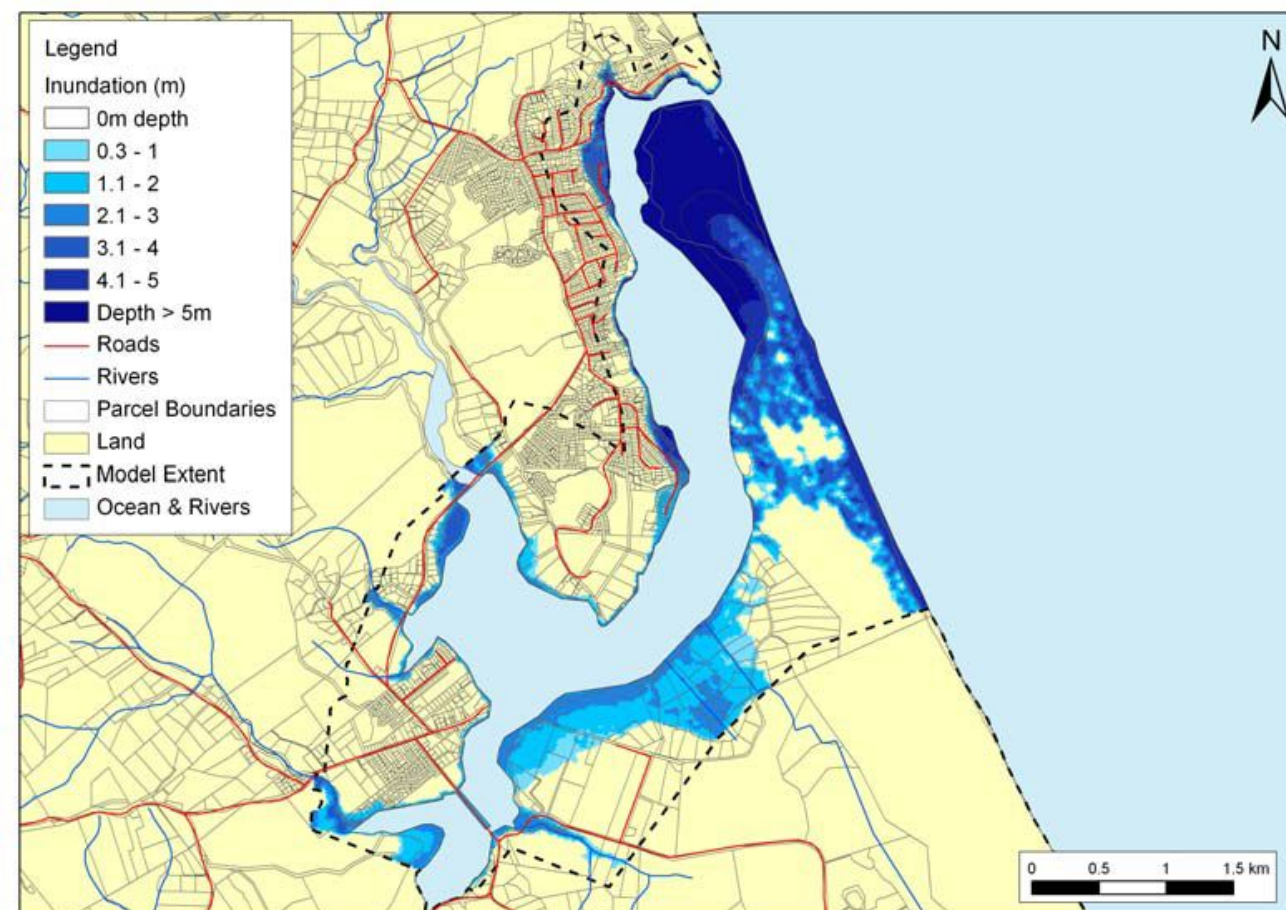 Legend
Inundation (m)
0m depth
0.3 - 1
1.1 - 2
2.1 - 3
3.1 - 4
4.1 - 5
Depth > 5m
Roads
Rivers
Parcel Boundaries
Land
Model Extent
Ocean & Rivers
N
0 0.5 1 1.5 km